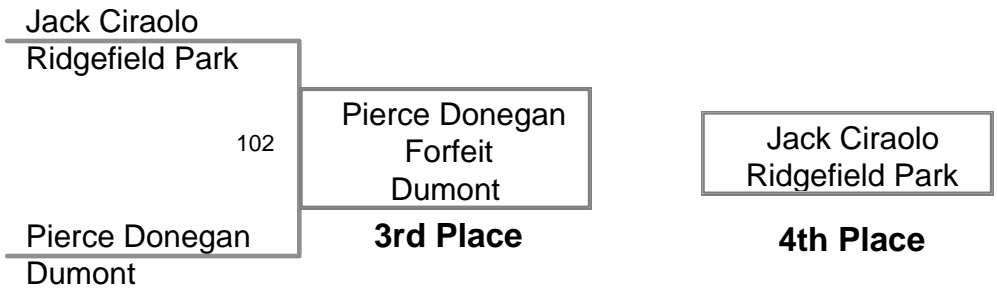 Jack Ciraolo
Ridgefield Park
102
Pierce Donegan
Dumont
Pierce Donegan
Forfeit
Dumont
3rd Place
Jack Ciraolo
Ridgefield Park
4th Place